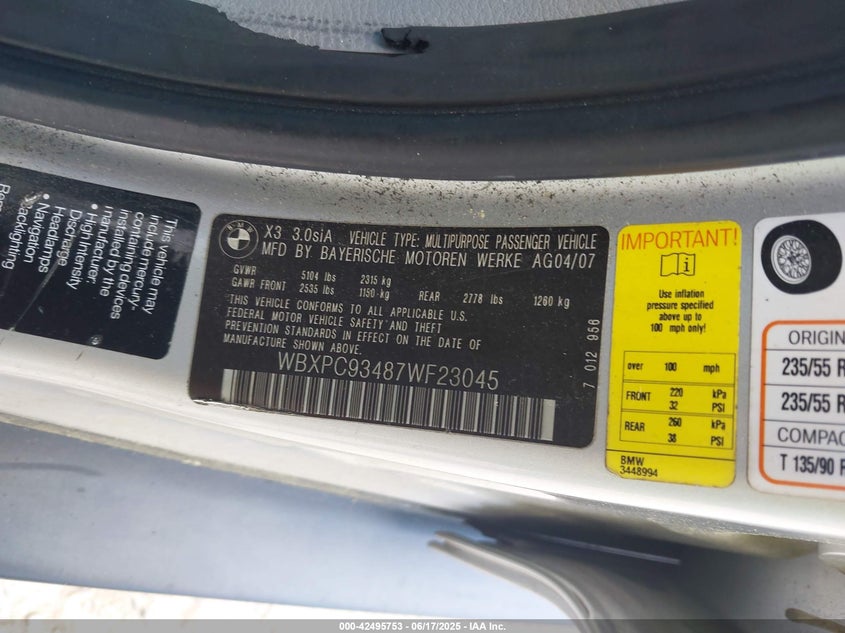 This vehicle may
include mercury-
containing devices
installed by the
manufacturer:
• High Intensity
Discharge
Headlamps
• Navigation
BMW
X3 3.0siA VEHICLE TYPE: MULTIPURPOSE PASSENGER VEHICLE
MFD BY BAYERISCHE MOTOREN WERKE AG04/07
GVWR 5104 lbs 2315 kg
GAWR FRONT 2535 lbs 1150-kg REAR 2778 lbs 1260 kg
THIS VEHICLE CONFORMS TO ALL APPLICABLE U.S.
FEDERAL MOTOR VEHICLE SAFETY AND THEFT
PREVENTION STANDARDS IN EFFECT ON THE DATE OF
MANUFACTURE SHOWN ABOVE.
WBXPC93487WF23045
7 012 956
IMPORTANT!
Use inflation
pressure specified
above up to
100 mph only!
over 100 mph
FRONT 220 kPa
32 PSI
REAR 260 kPa
38 PSI
BMW
3448994
ORIGIN
235/55 R
235/55 R
COMPAC
T 135/90 R
000-42495753 - 06/17/2025 - IAA Inc.